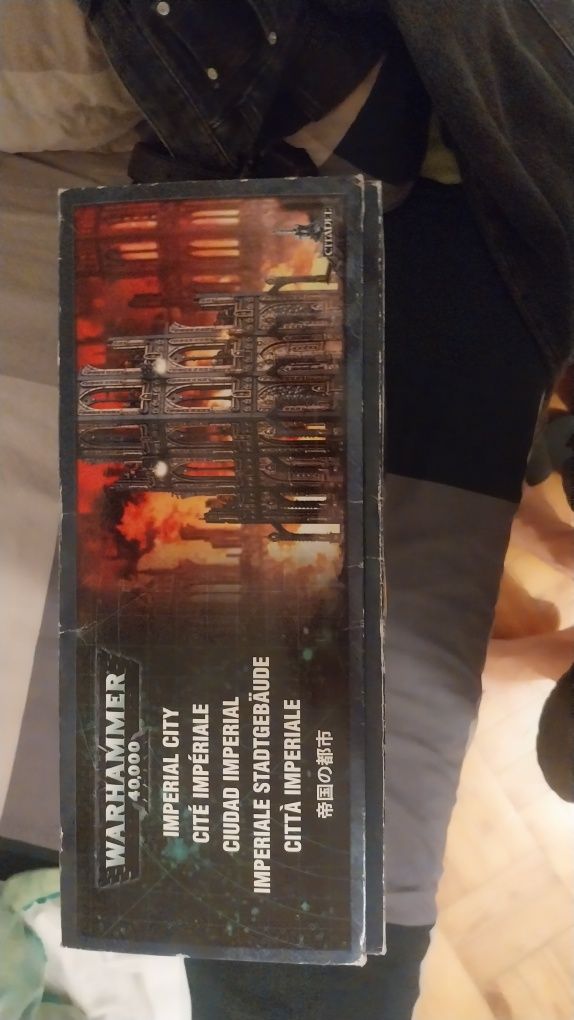 WARHAMMER
40,000
IMPERIAL CITY
CITÉ IMPÉRIALE
CIUDAD IMPERIAL
IMPERIALE STADTGEBÄUDE
CITTÀ IMPERIALE
帝国の都市
CITADEL